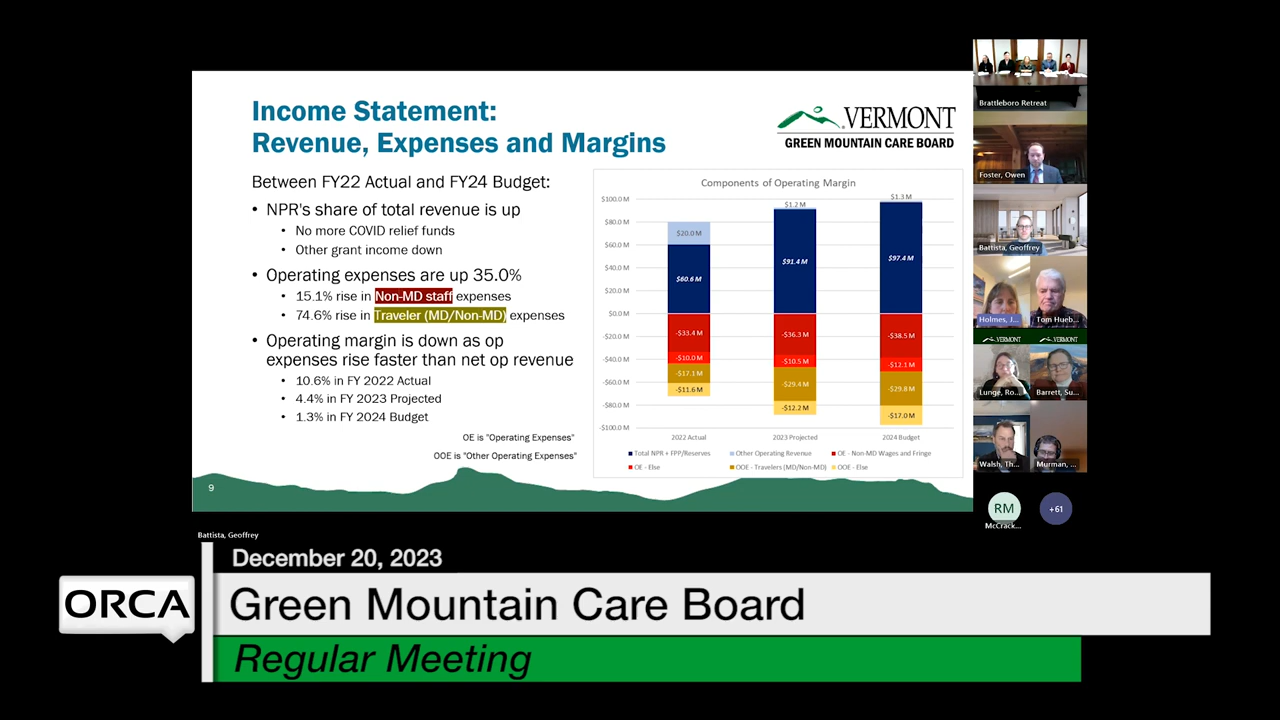 Income Statement:
Revenue, Expenses and Margins
VERMONT
GREEN MOUNTAIN CARE BOARD
Between FY22 Actual and FY24 Budget:
• NPR's share of total revenue is up
• No more COVID relief funds
• Other grant income down
• Operating expenses are up 35.0%
• 15.1% rise in Non-MD staff expenses
• 74.6% rise in Traveler (MD/Non-MD) expenses
• Operating margin is down as op
expenses rise faster than net op revenue
• 10.6% in FY 2022 Actual
• 4.4% in FY 2023 Projected
• 1.3% in FY 2024 Budget
OE is "Operating Expenses"
OOE is "Other Operating Expenses"
9
Components of Operating Margin
$100.0 M
$80.0 M
$60.0 M
$40.0 M
$20.0 M
$0.0 M
-$20.0 M
-$40.0 M
-$60.0 M
-$80.0 M
-$100.0 M
$20.0 M
$60.6 M
-$33.4 M
-$10.0 M
-$17.1 M
-$11.6 M
$1.2 M
$91.4 M
-$36.3 M
-$10.5 M
-$29.4 M
-$12.2 M
$1.3 M
$97.4 M
-$38.5 M
-$12.1 M
-$29.8 M
-$17.0 M
2022 Actual 2023 Projected 2024 Budget
Total NPR + FPP/Reserves Other Operating Revenue OE - Non-MD Wages and Fringe
OE - Else OOE - Travelers (MD/Non-MD) OOE - Else
Brattleboro Retreat
Foster, Owen
Battista, Geoffrey
Holmes, J... Tom Hueb...
VERMONT VERMONT
Lunge, Ro... Barrett, Su...
Walsh, Th... Murman, ...
RM +61
McCrack...
Battista, Geoffrey
December 20, 2023
ORCA
Green Mountain Care Board
Regular Meeting